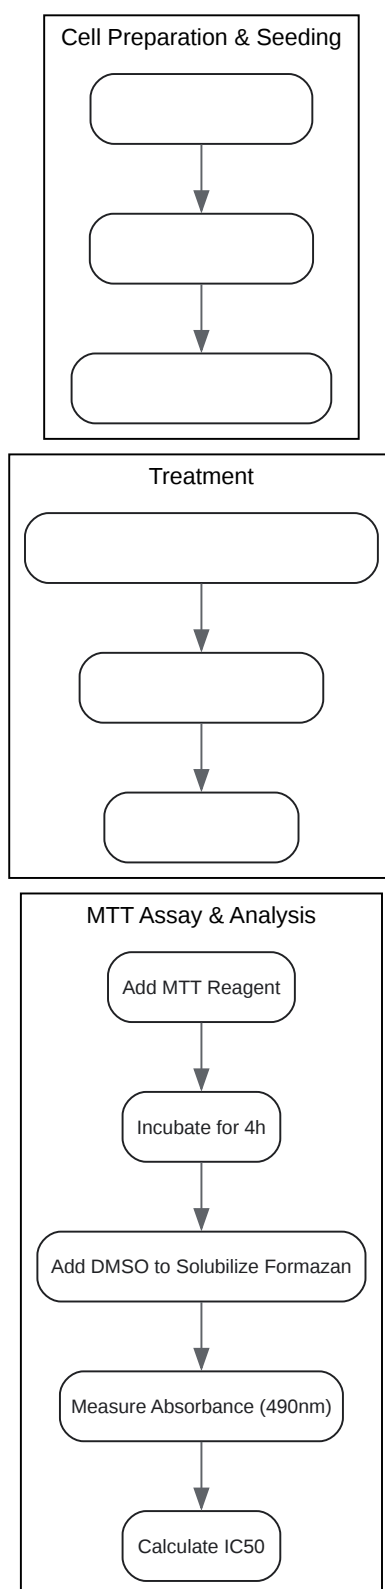 Cell Preparation & Seeding
Treatment
MTT Assay & Analysis
Add MTT Reagent
Incubate for 4h
Add DMSO to Solubilize Formazan
Measure Absorbance (490nm)
Calculate IC50